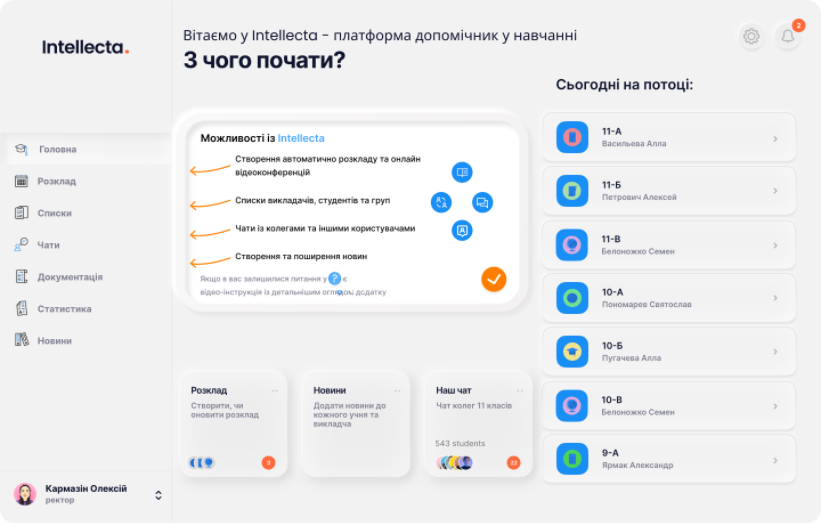 Intellecta.
Вітаємо у Intellecta - платформа допомічник у навчанні
З чого почати?
2
Головна
Розклад
Списки
Чати
Документація
Статистика
Новини
Кармазін Олексій
ректор
Можливості із Intellecta
Створення автоматично розкладу та онлайн
відеоконференцій
Списки викладачів, студентів та груп
Чати із колегами та іншими користувачами
Створення та поширення новин
Якщо в вас залишилися питання у ? є
відео-інструкція із детальнішим оглядом додатку
Розклад
Створити, чи
оновити розклад
3
Новини
Додати новини до
кожного учня та
викладча
Наш чат
Чат колег 11 класів
543 students
22
Сьогодні на потоці:
11-А
Васильева Алла
11-Б
Петрович Алексей
11-В
Белоножко Семен
10-А
Пономарев Святослав
10-Б
Пугачева Алла
10-В
Белоножко Семен
9-А
Ярмак Александр